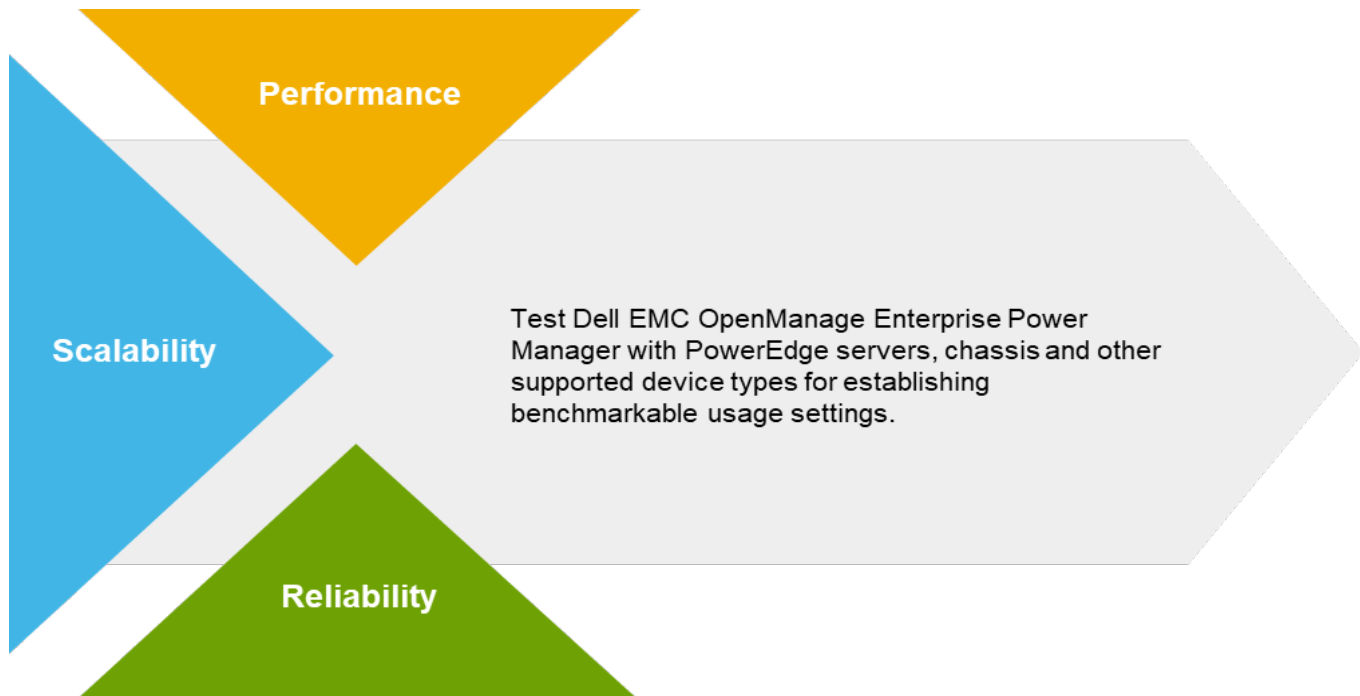 Performance
Scalability
Test Dell EMC OpenManage Enterprise Power
Manager with PowerEdge servers, chassis and other
supported device types for establishing
benchmarkable usage settings.
Reliability